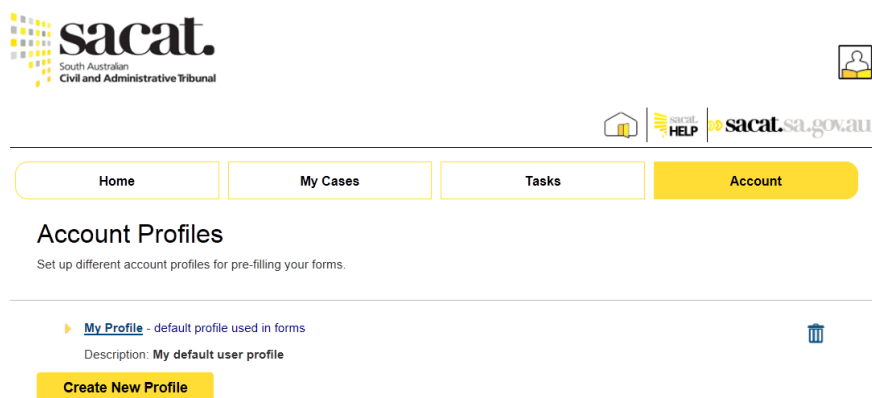 sacat.
South Australian
Civil and Administrative Tribunal
sacat.
HELP
sacat.sa.gov.au
Home
My Cases
Tasks
Account
Account Profiles
Set up different account profiles for pre-filling your forms.
My Profile - default profile used in forms
Description: My default user profile
Create New Profile